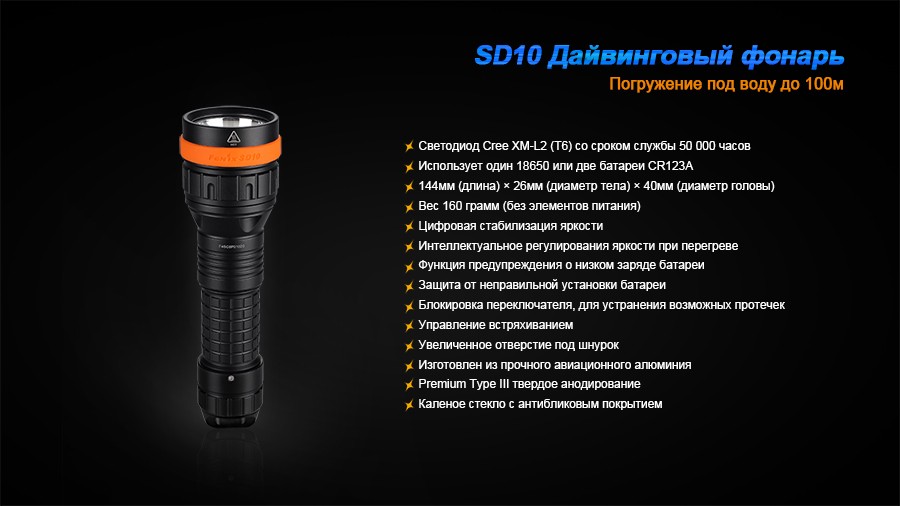 SD10 Дайвинговый фонарь
Погружение под воду до 100м
Fenix SD10
Светодиод Cree XM-L2 (T6) со сроком службы 50 000 часов
Использует один 18650 или две батареи CR123A
144мм (длина) × 26мм (диаметр тела) × 40мм (диаметр головы)
Вес 160 грамм (без элементов питания)
Цифровая стабилизация яркости
Интеллектуальное регулирования яркости при перегреве
Функция предупреждения о низком заряде батареи
Защита от неправильной установки батареи
Блокировка переключателя, для устранения возможных протечек
Управление встряхиванием
Увеличенное отверстие под шнурок
Изготовлен из прочного авиационного алюминия
Premium Type III твердое анодирование
Каленое стекло с антибликовым покрытием